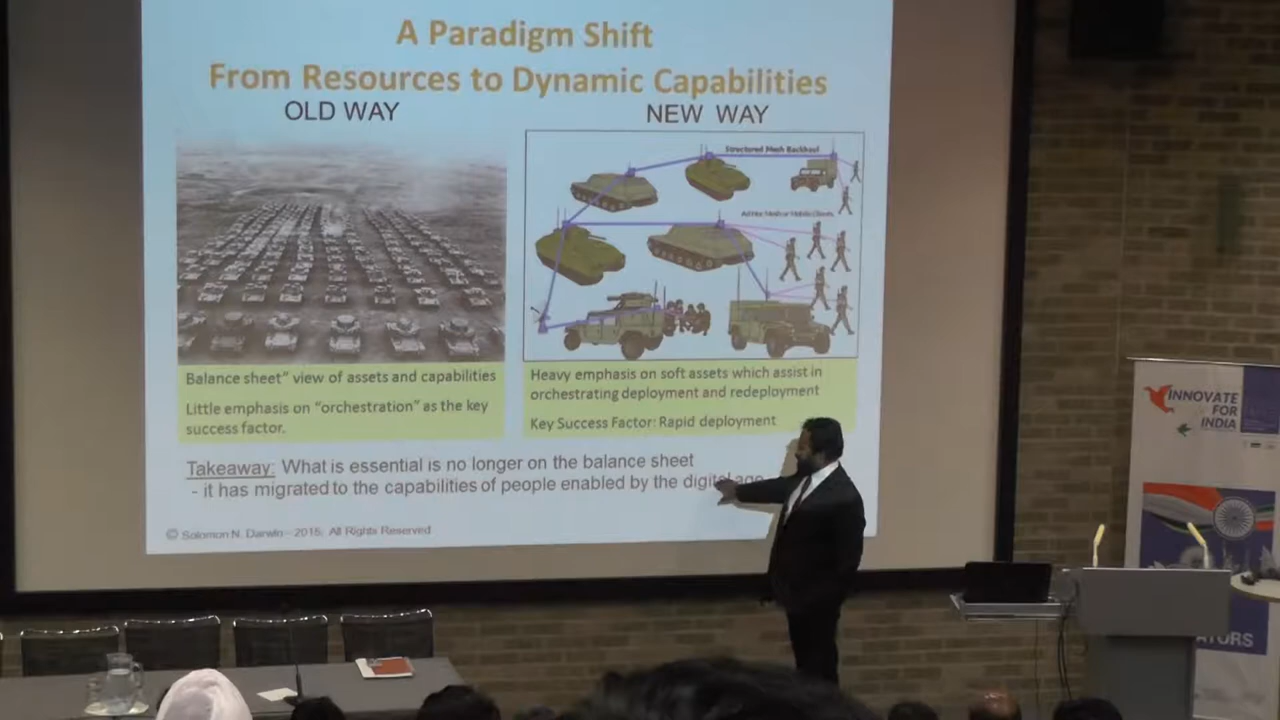 A Paradigm Shift
From Resources to Dynamic Capabilities
OLD WAY
NEW WAY
Structured Mesh Backhaul
Balance sheet" view of assets and capabilities
Little emphasis on "orchestration" as the key
success factor.
Heavy emphasis on soft assets which assist in
orchestrating deployment and redeployment
Key Success Factor: Rapid deployment
Takeaway: What is essential is no longer on the balance sheet
- it has migrated to the capabilities of people enabled by the digital age
© Solomon N. Darwin - 2015. All Rights Reserved
INNOVATE
FOR
INDIA